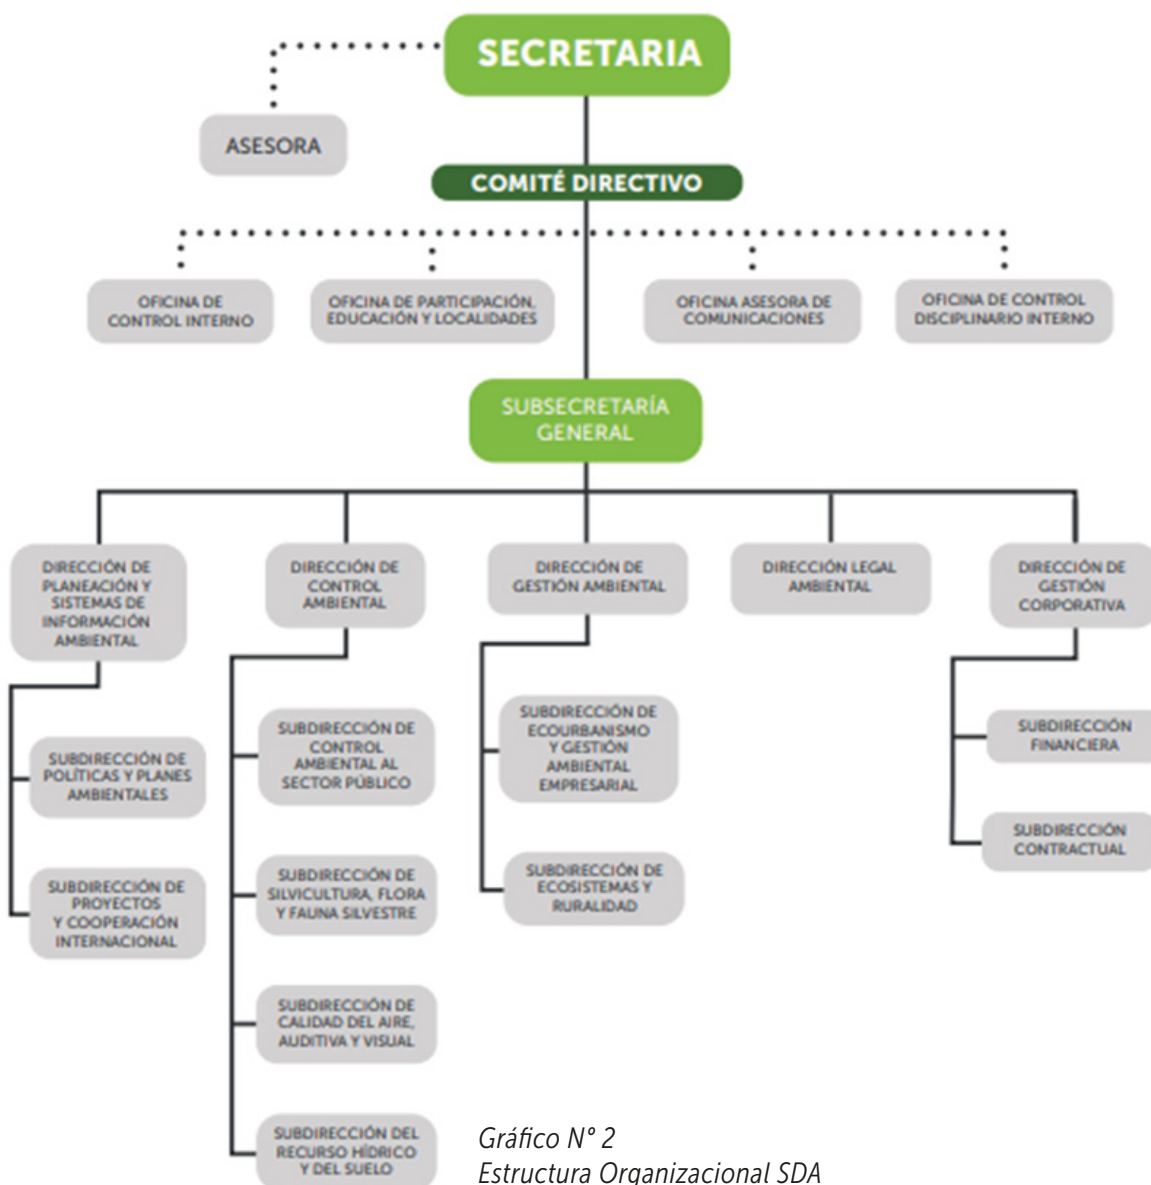 SECRETARIA
ASESORA
COMITÉ DIRECTIVO
OFICINA DE
CONTROL INTERNO
OFICINA DE PARTICIPACIÓN,
EDUCACIÓN Y LOCALIDADES
OFICINA ASESORA DE
COMUNICACIONES
OFICINA DE CONTROL
DISCIPLINARIO INTERNO
SUBSECRETARÍA
GENERAL
DIRECCIÓN DE
PLANEACIÓN Y
SISTEMAS DE
INFORMACIÓN
AMBIENTAL
DIRECCIÓN DE
CONTROL
AMBIENTAL
DIRECCIÓN DE
GESTIÓN AMBIENTAL
DIRECCIÓN LEGAL
AMBIENTAL
DIRECCIÓN DE
GESTIÓN
CORPORATIVA
SUBDIRECCIÓN DE
POLÍTICAS Y PLANES
AMBIENTALES
SUBDIRECCIÓN DE
PROYECTOS
Y COOPERACIÓN
INTERNACIONAL
SUBDIRECCIÓN DE
CONTROL
AMBIENTAL AL
SECTOR PÚBLICO
SUBDIRECCIÓN DE
SILVICULTURA, FLORA
Y FAUNA SILVESTRE
SUBDIRECCIÓN DE
CALIDAD DEL AIRE,
AUDITIVA Y VISUAL
SUBDIRECCIÓN DEL
RECURSO HÍDRICO
Y DEL SUELO
SUBDIRECCIÓN DE
ECOURBANISMO
Y GESTIÓN
AMBIENTAL
EMPRESARIAL
SUBDIRECCIÓN DE
ECOSISTEMAS Y
RURALIDAD
SUBDIRECCIÓN
FINANCIERA
SUBDIRECCIÓN
CONTRACTUAL
Gráfico N° 2
Estructura Organizacional SDA